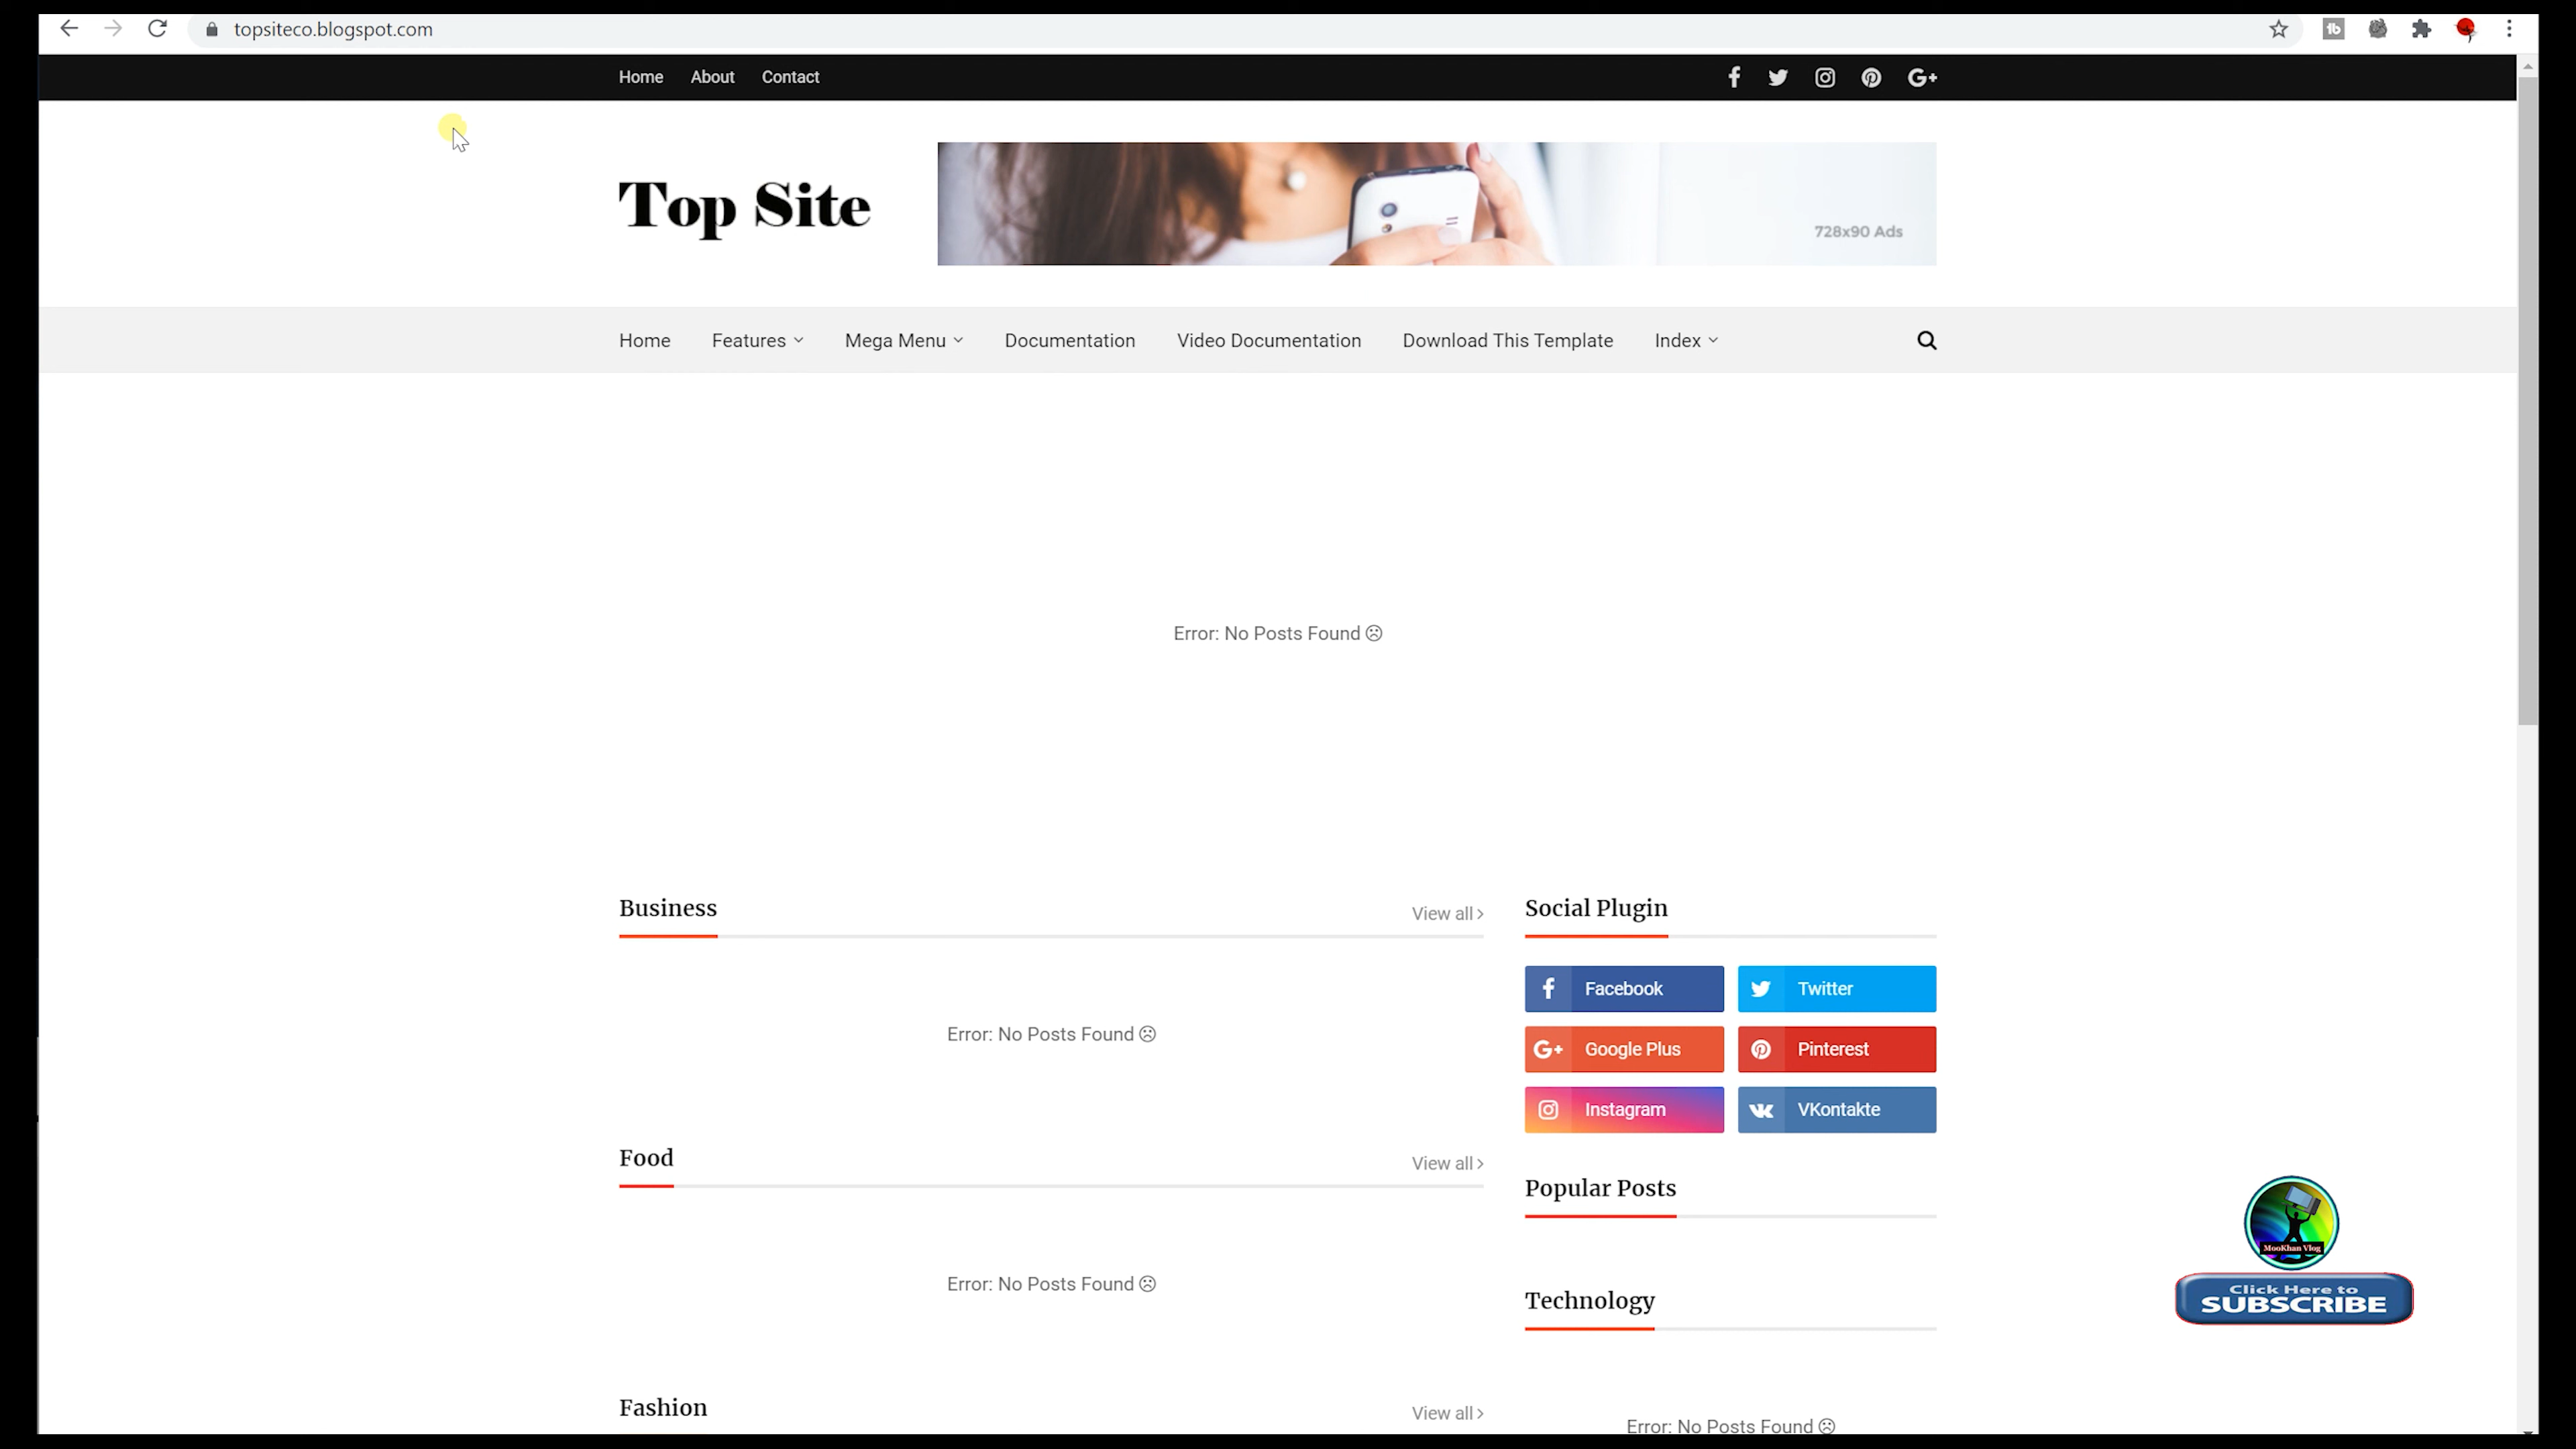 topsiteco.blogspot.com
Home About Contact
Top Site
728x90 Ads
Home Features Mega Menu Documentation Video Documentation Download This Template Index
Error: No Posts Found ☹
Business View all ›
Error: No Posts Found ☹
Food View all ›
Error: No Posts Found ☹
Fashion View all ›
Social Plugin
Facebook Twitter
G+ Google Plus Pinterest
Instagram VKontakte
Popular Posts
Technology
Error: No Posts Found ☹
MooKhan Vlog
Click Here to
SUBSCRIBE